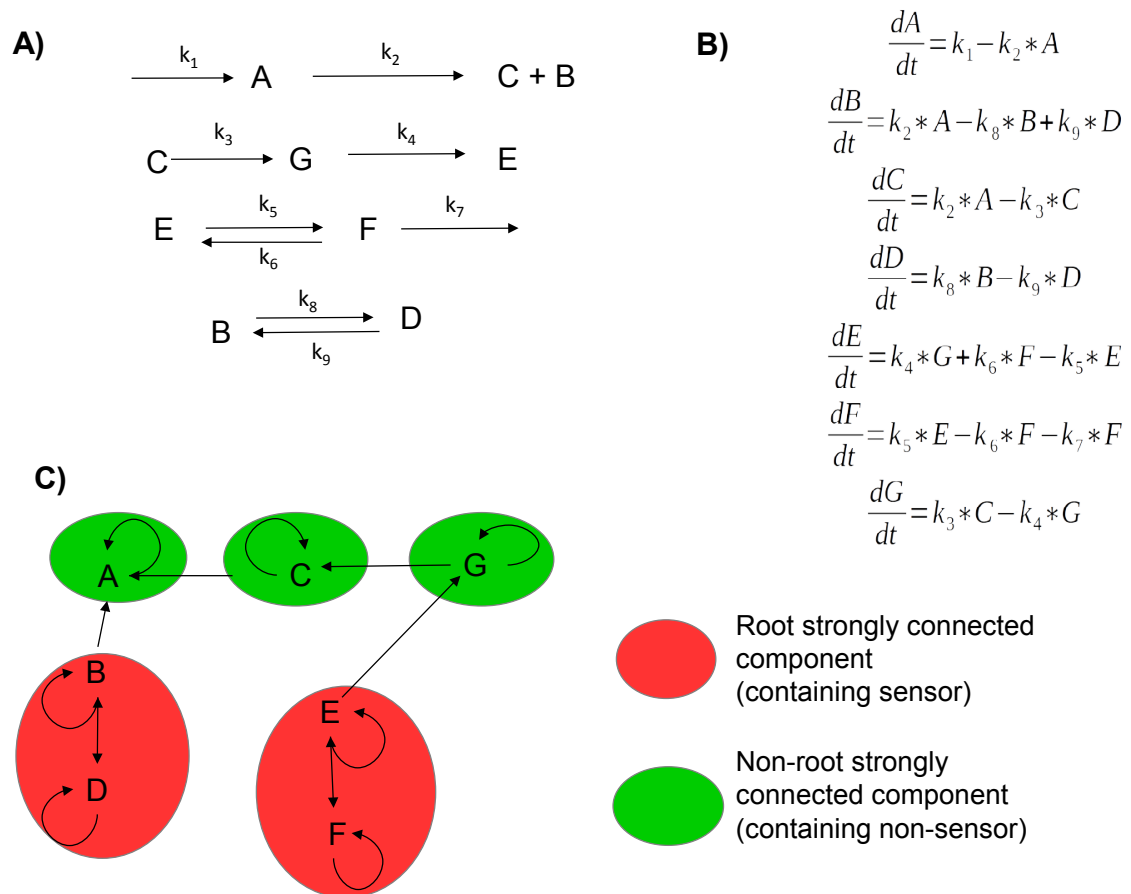 A)
k₁ k₂
A C + B
k₃ k₄
C G E
k₅ k₇
E F
k₆
k₈
B D
k₉
B)
dA/dt = k₁ − k₂ * A
dB/dt = k₂ * A − k₈ * B + k₉ * D
dC/dt = k₂ * A − k₃ * C
dD/dt = k₈ * B − k₉ * D
dE/dt = k₄ * G + k₆ * F − k₅ * E
dF/dt = k₅ * E − k₆ * F − k₇ * F
dG/dt = k₃ * C − k₄ * G
C)
A C G
B
E
D
F
Root strongly connected
component
(containing sensor)
Non-root strongly
connected component
(containing non-sensor)